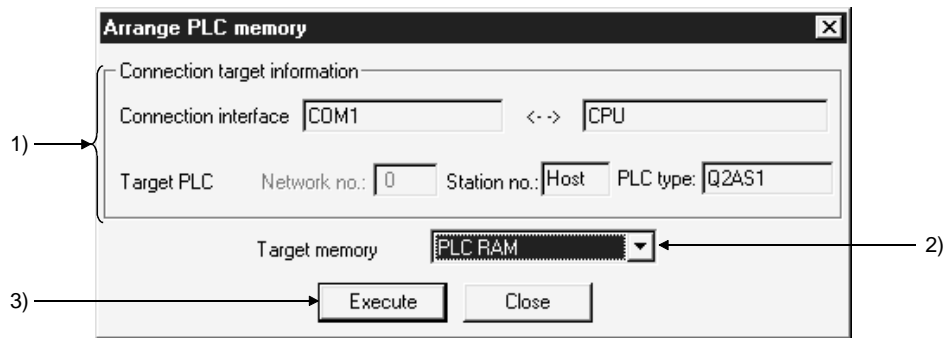 Arrange PLC memory
Connection target information
1)
Connection interface COM1 <--> CPU
Target PLC Network no.: 0 Station no.: Host PLC type: Q2AS1
Target memory PLC RAM 2)
3) Execute Close